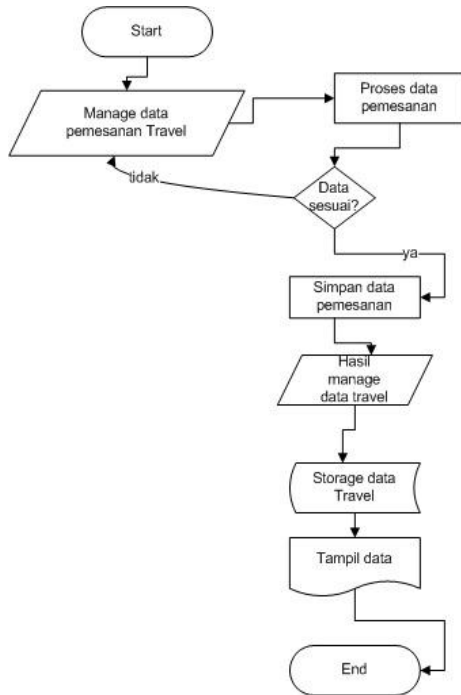 Start
Manage data
pemesanan Travel
Proses data
pemesanan
tidak
Data
sesuai?
ya
Simpan data
pemesanan
Hasil
manage
data travel
Storage data
Travel
Tampil data
End